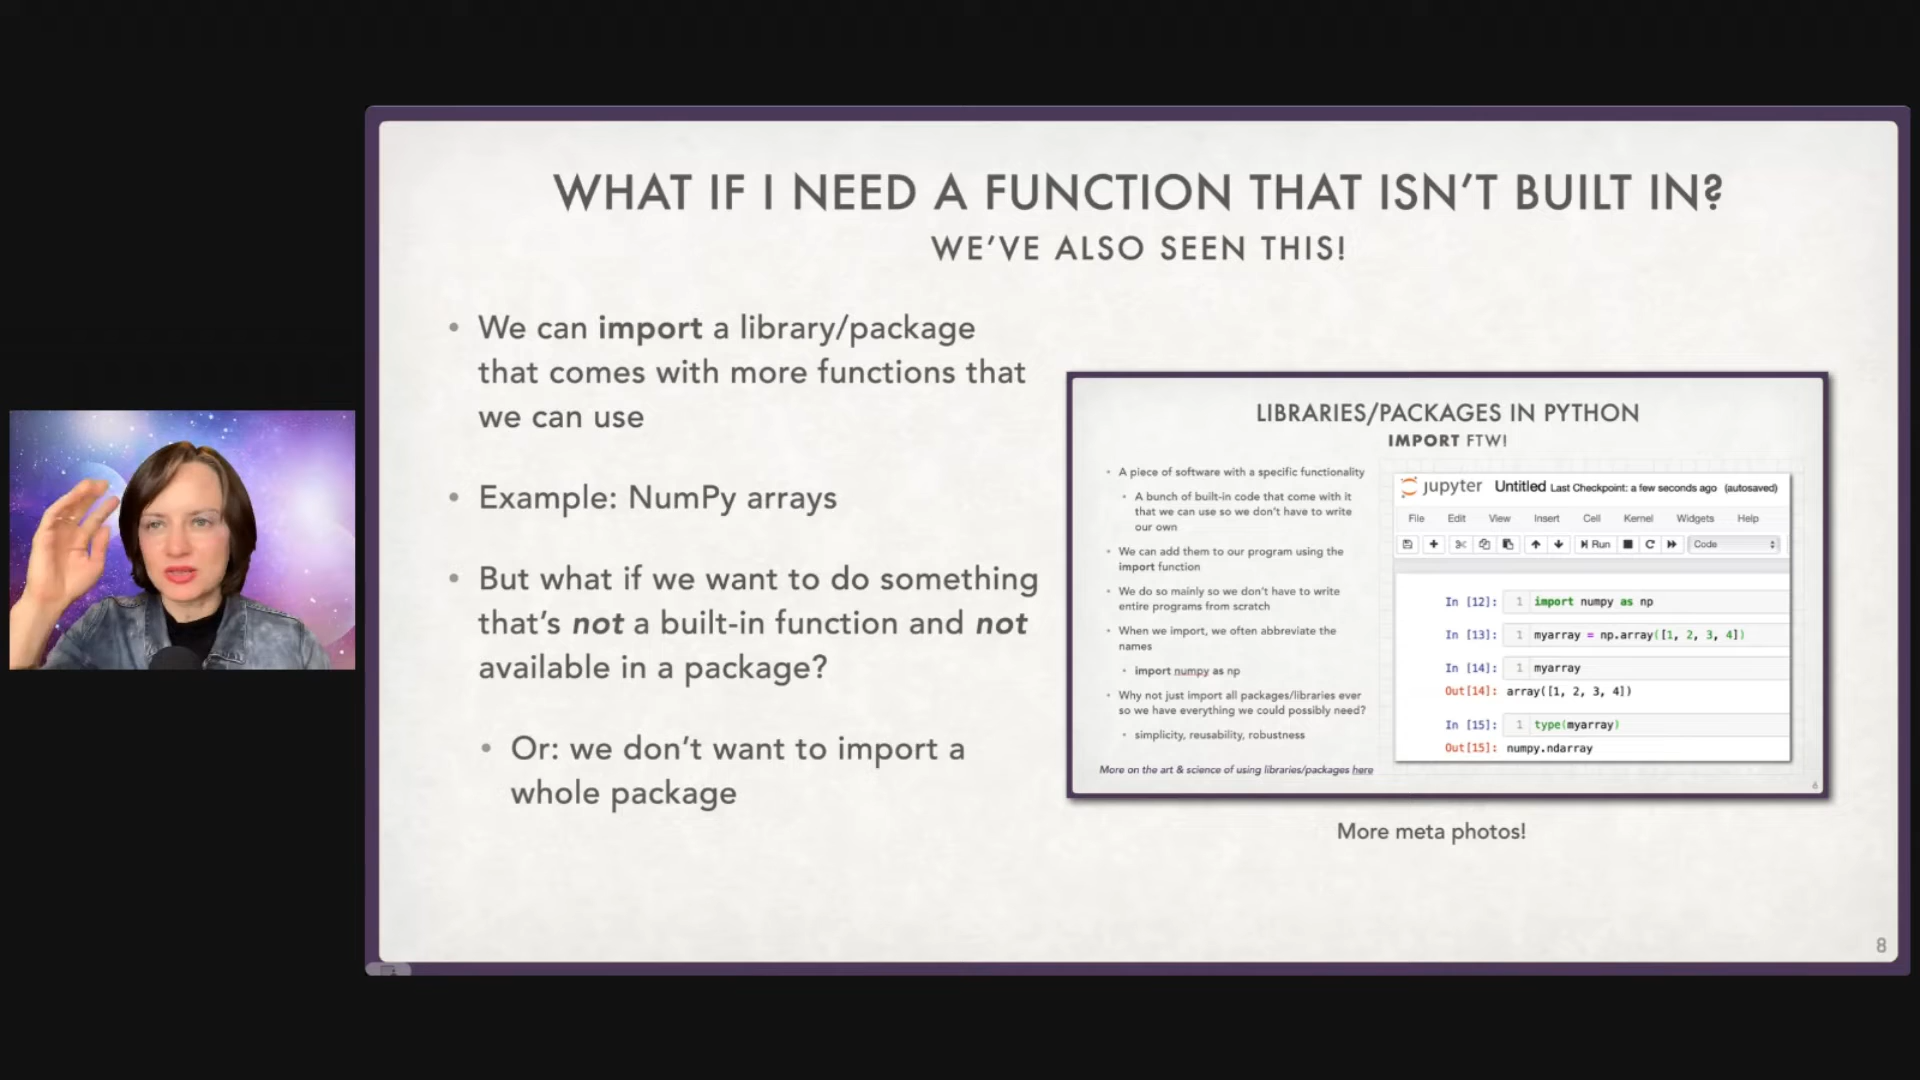 WHAT IF I NEED A FUNCTION THAT ISN'T BUILT IN?
WE'VE ALSO SEEN THIS!
• We can import a library/package
that comes with more functions that
we can use
• Example: NumPy arrays
• But what if we want to do something
that's not a built-in function and not
available in a package?
• Or: we don't want to import a
whole package
LIBRARIES/PACKAGES IN PYTHON
IMPORT FTW!
• A piece of software with a specific functionality
• A bunch of built-in code that come with it
that we can use so we don't have to write
our own
• We can add them to our program using the
import function
• We do so mainly so we don't have to write
entire programs from scratch
• When we import, we often abbreviate the
names
• import numpy as np
• Why not just import all packages/libraries ever
so we have everything we could possibly need?
• simplicity, reusability, robustness
More on the art & science of using libraries/packages here
jupyter Untitled Last Checkpoint: a few seconds ago (autosaved)
File Edit View Insert Cell Kernel Widgets Help
Run Code
In [12]: 1 import numpy as np
In [13]: 1 myarray = np.array([1, 2, 3, 4])
In [14]: 1 myarray
Out[14]: array([1, 2, 3, 4])
In [15]: 1 type(myarray)
Out[15]: numpy.ndarray
6
More meta photos!
8